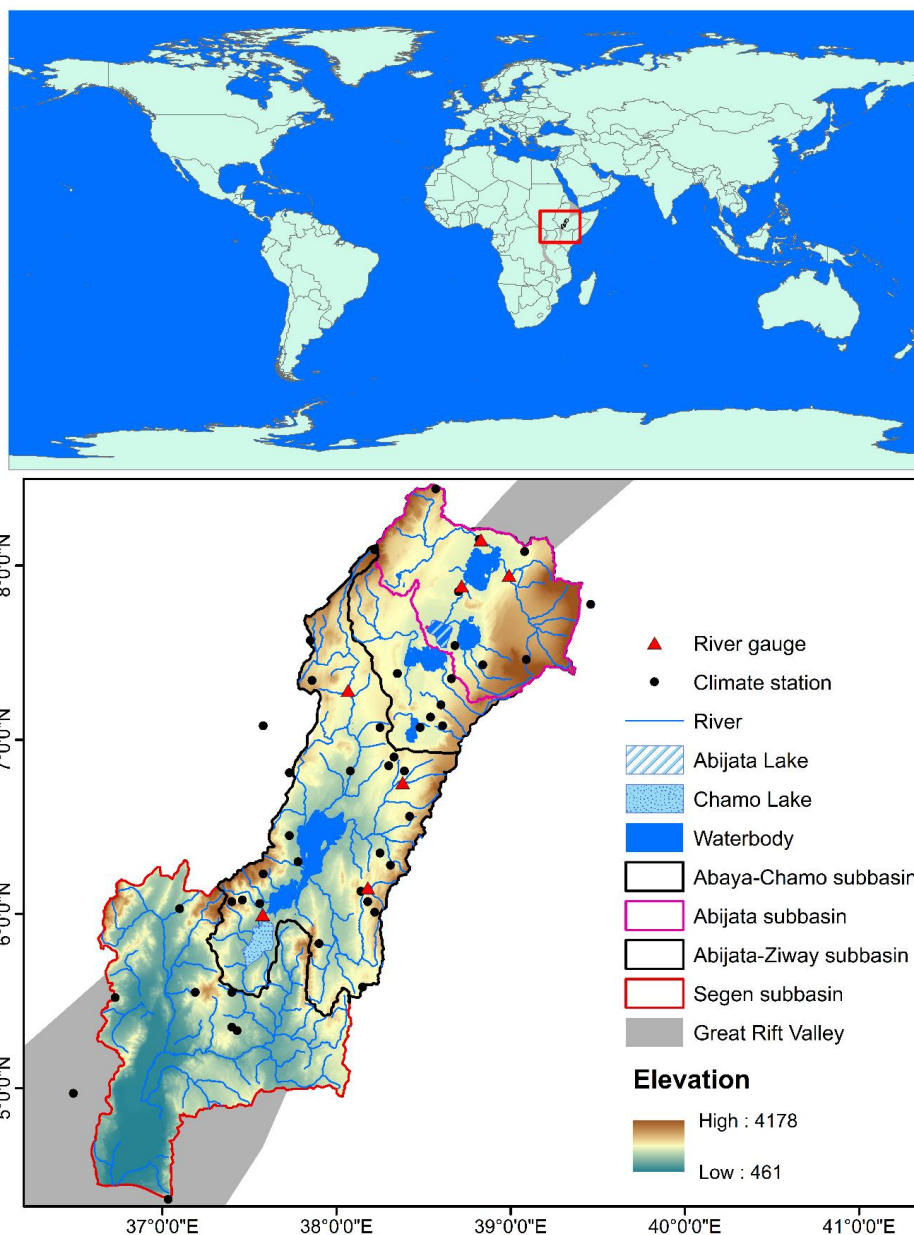 8°0'0"N
7°0'0"N
6°0'0"N
5°0'0"N
River gauge
Climate station
River
Abijata Lake
Chamo Lake
Waterbody
Abaya-Chamo subbasin
Abijata subbasin
Abijata-Ziway subbasin
Segen subbasin
Great Rift Valley
Elevation
High : 4178
Low : 461
37°0'0"E
38°0'0"E
39°0'0"E
40°0'0"E
41°0'0"E